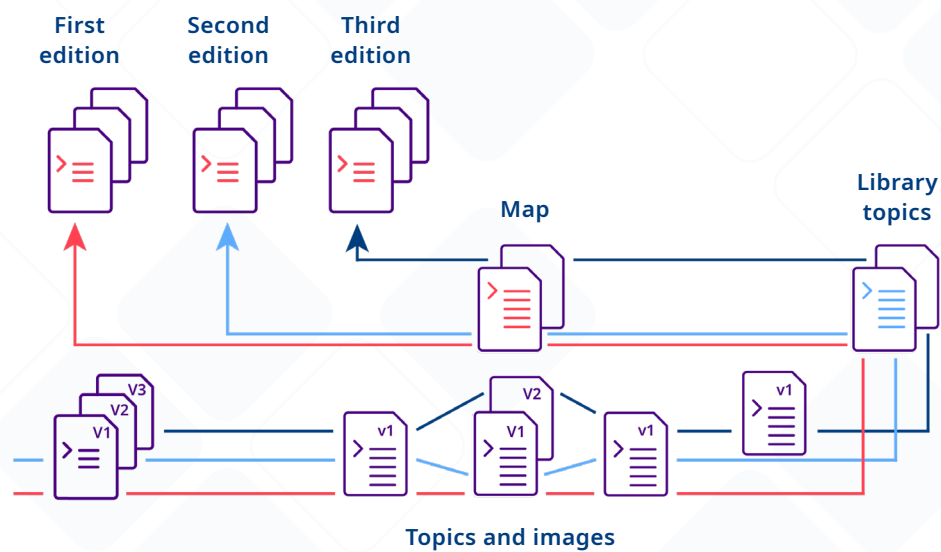 First
edition
Second
edition
Third
edition
Map
Library
topics
V3
V2
V1
v1
V2
V1
v1
v1
Topics and images